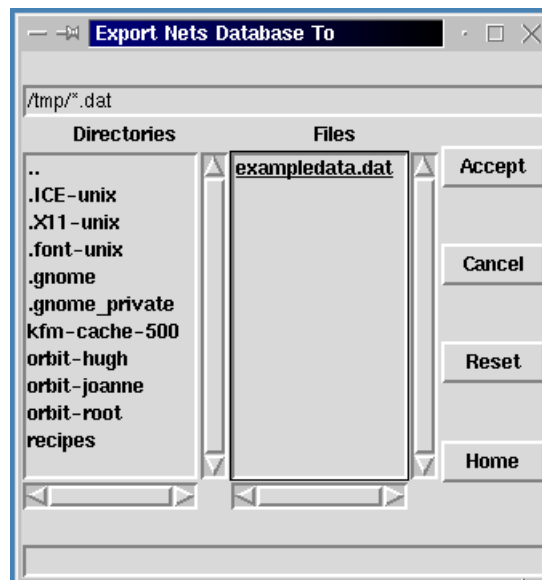 Export Nets Database To
/tmp/*.dat
Directories
Files
..
.ICE-unix
.X11-unix
.font-unix
.gnome
.gnome_private
kfm-cache-500
orbit-hugh
orbit-joanne
orbit-root
recipes
exampledata.dat
Accept
Cancel
Reset
Home